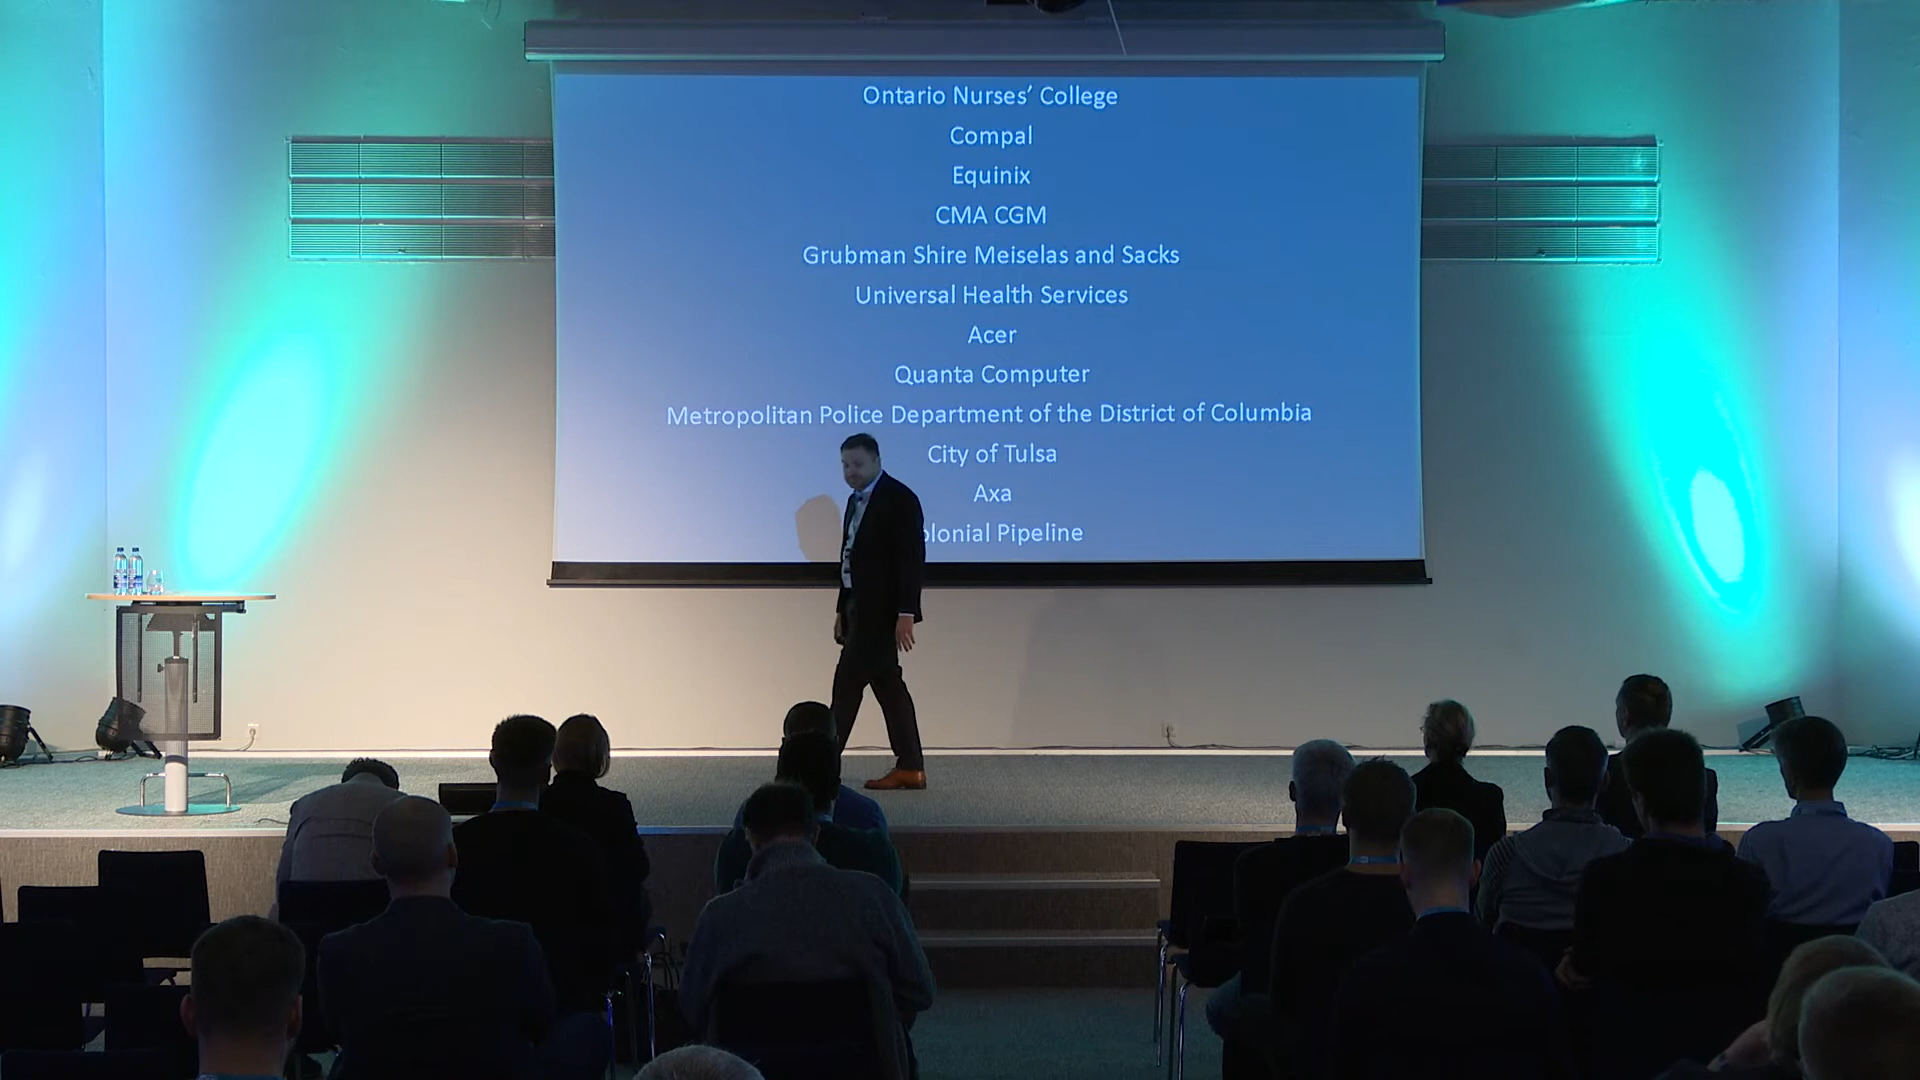 Ontario Nurses’ College
Compal
Equinix
CMA CGM
Grubman Shire Meiselas and Sacks
Universal Health Services
Acer
Quanta Computer
Metropolitan Police Department of the District of Columbia
City of Tulsa
Axa
olonial Pipeline